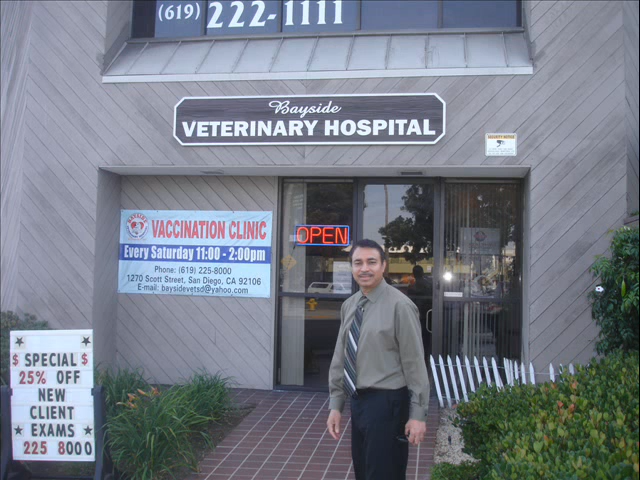 (619) 222-1111
Bayside
VETERINARY HOSPITAL
VACCINATION CLINIC
Every Saturday 11:00 - 2:00pm
Phone: (619) 225-8000
1270 Scott Street, San Diego, CA 92106
E-mail: baysidevetsd@yahoo.com
OPEN
$ SPECIAL $
25% OFF
NEW
CLIENT
EXAMS
225 8000